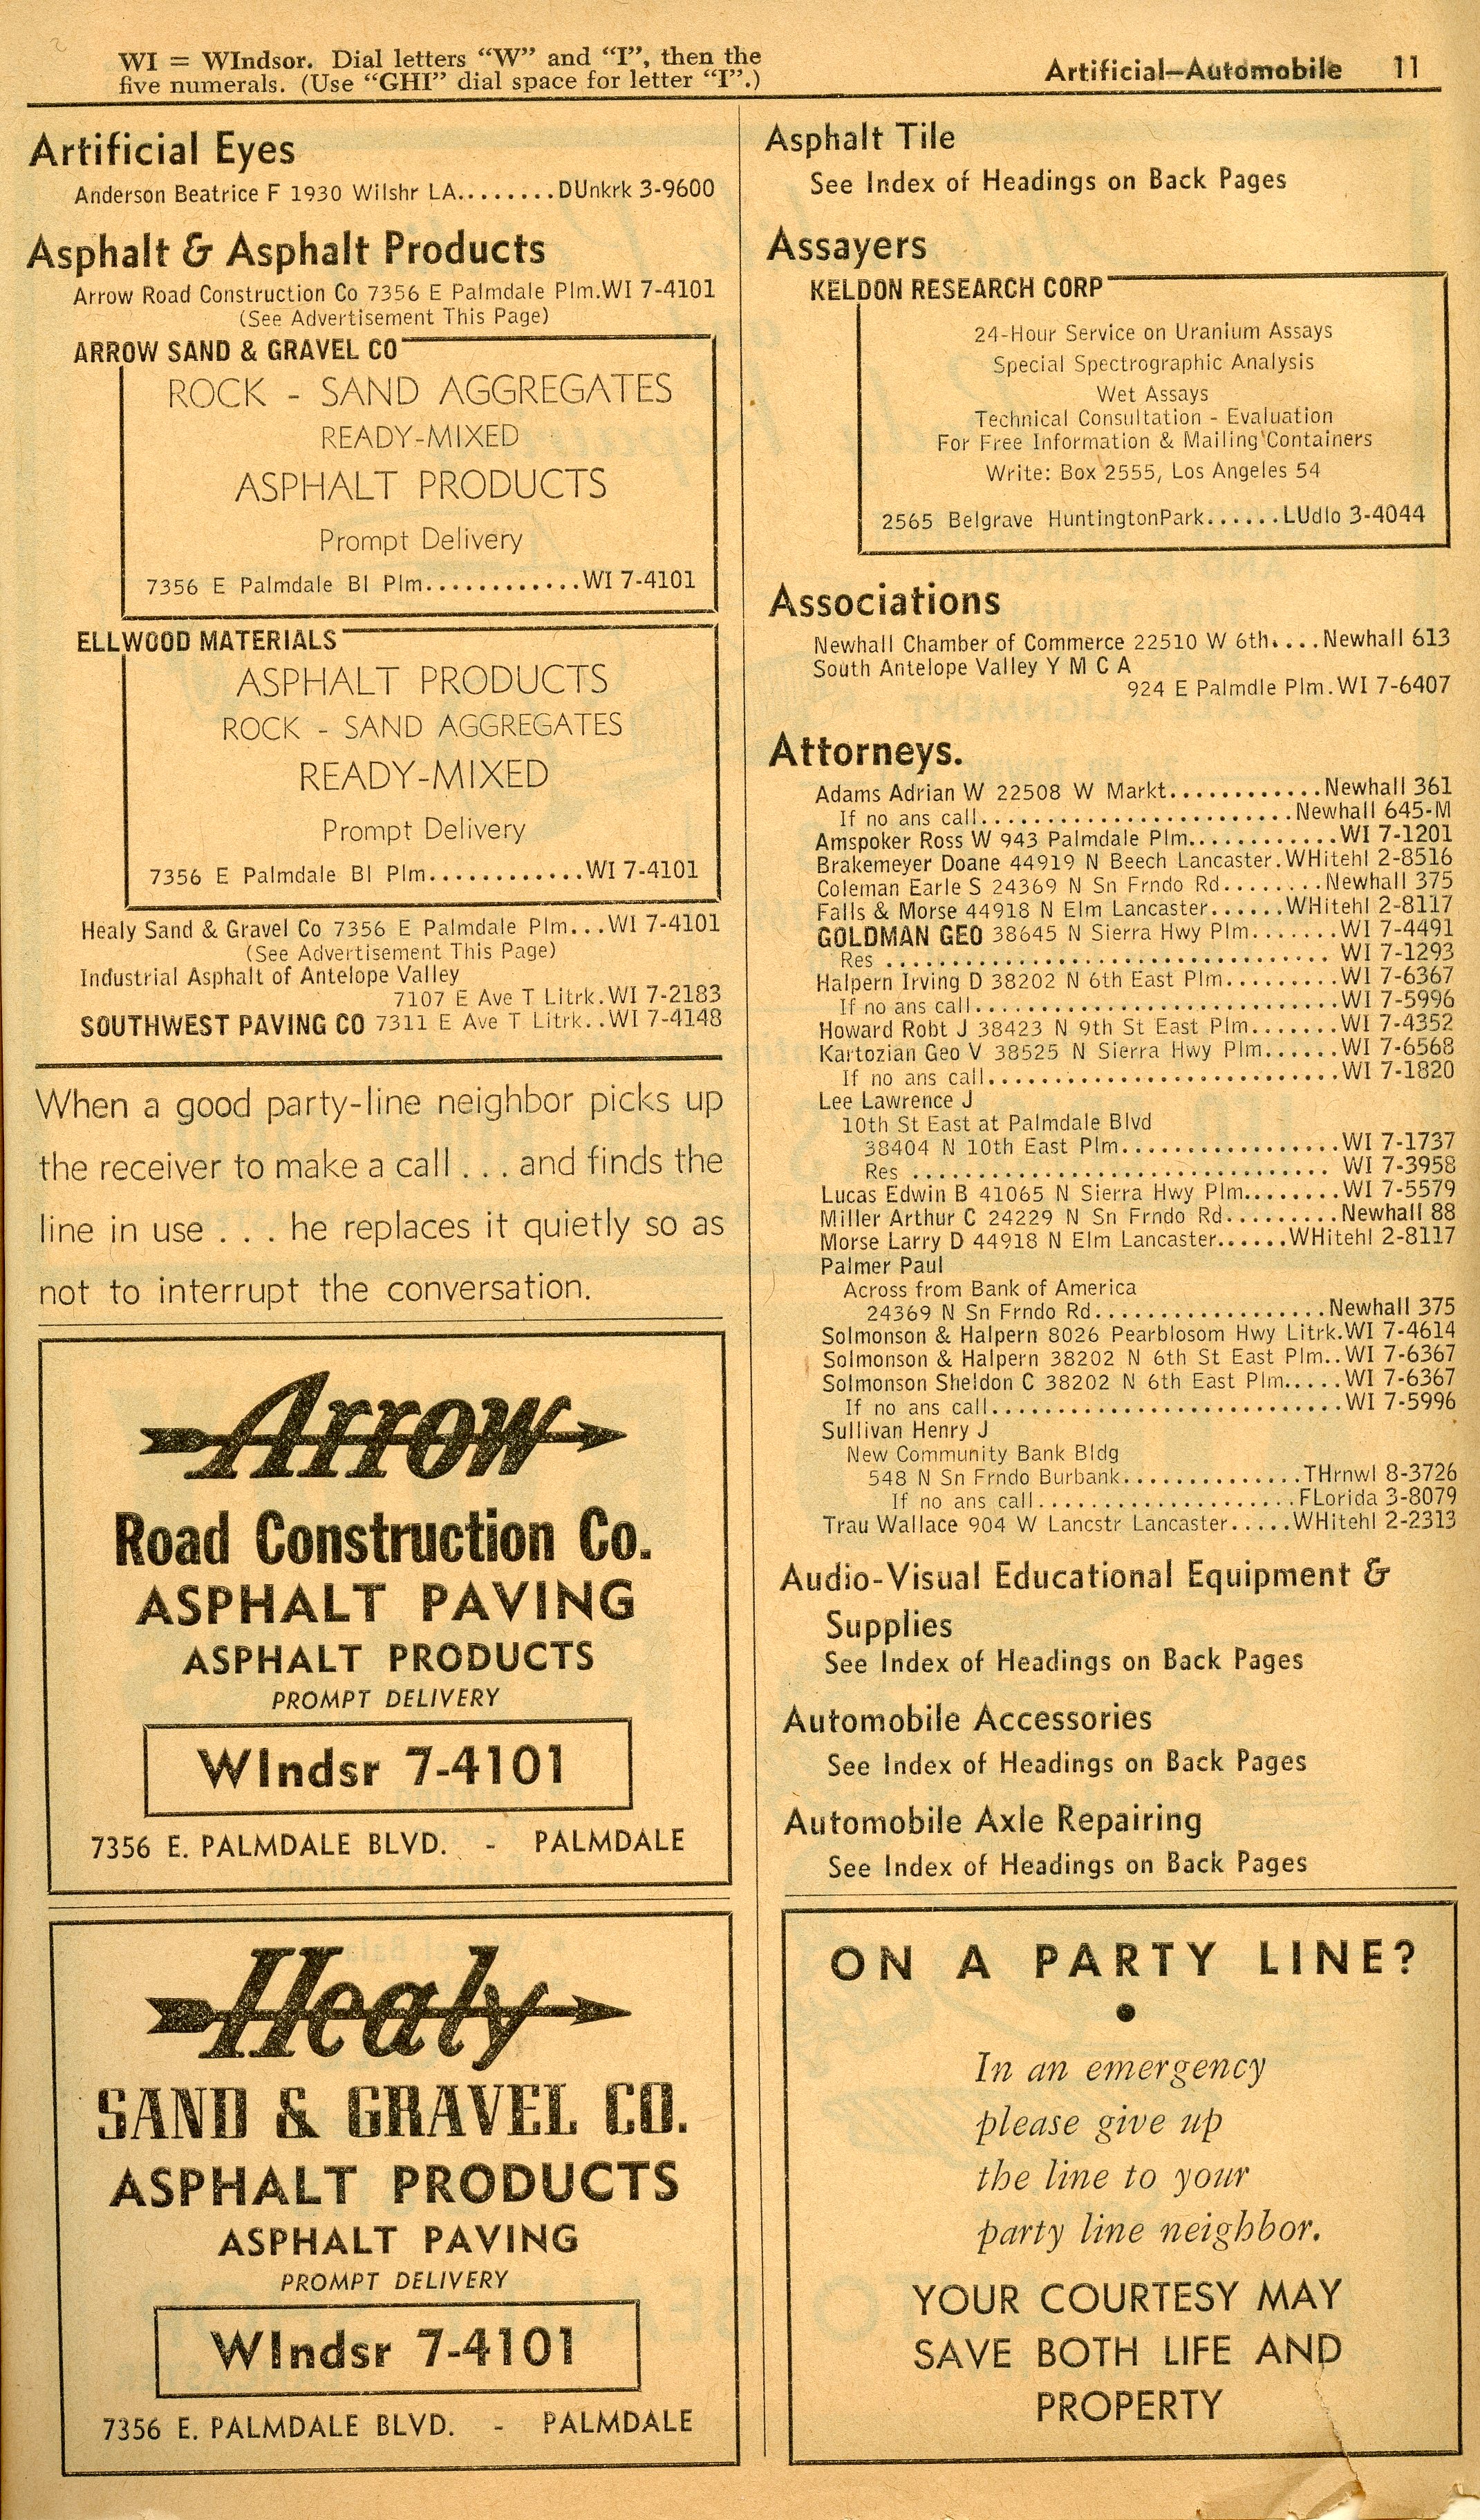 WI = WIndsor. Dial letters "W" and "I", then the
five numerals. (Use "GHI" dial space for letter "I".)
Artificial—Automobile 11
Artificial Eyes
Anderson Beatrice F 1930 Wilshr LA........DUnkrk 3-9600
Asphalt & Asphalt Products
Arrow Road Construction Co 7356 E Palmdale Plm.WI 7-4101
(See Advertisement This Page)
ARROW SAND & GRAVEL CO
ROCK - SAND AGGREGATES
READY-MIXED
ASPHALT PRODUCTS
Prompt Delivery
7356 E Palmdale Bl Plm............WI 7-4101
ELLWOOD MATERIALS
ASPHALT PRODUCTS
ROCK - SAND AGGREGATES
READY-MIXED
Prompt Delivery
7356 E Palmdale Bl Plm............WI 7-4101
Healy Sand & Gravel Co 7356 E Palmdale Plm...WI 7-4101
(See Advertisement This Page)
Industrial Asphalt of Antelope Valley
7107 E Ave T Litrk.WI 7-2183
SOUTHWEST PAVING CO 7311 E Ave T Litrk..WI 7-4148
When a good party-line neighbor picks up
the receiver to make a call . . . and finds the
line in use . . . he replaces it quietly so as
not to interrupt the conversation.
Arrow
Road Construction Co.
ASPHALT PAVING
ASPHALT PRODUCTS
PROMPT DELIVERY
WIndsr 7-4101
7356 E. PALMDALE BLVD. - PALMDALE
Healy
SAND & GRAVEL CO.
ASPHALT PRODUCTS
ASPHALT PAVING
PROMPT DELIVERY
WIndsr 7-4101
7356 E. PALMDALE BLVD. - PALMDALE
Asphalt Tile
See Index of Headings on Back Pages
Assayers
KELDON RESEARCH CORP
24-Hour Service on Uranium Assays
Special Spectrographic Analysis
Wet Assays
Technical Consultation - Evaluation
For Free Information & Mailing Containers
Write: Box 2555, Los Angeles 54
2565 Belgrave HuntingtonPark......LUdlo 3-4044
Associations
Newhall Chamber of Commerce 22510 W 6th....Newhall 613
South Antelope Valley Y M C A
924 E Palmdle Plm.WI 7-6407
Attorneys.
Adams Adrian W 22508 W Markt............Newhall 361
If no ans call........................Newhall 645-M
Amspoker Ross W 943 Palmdale Plm...........WI 7-1201
Brakemeyer Doane 44919 N Beech Lancaster.WHitehl 2-8516
Coleman Earle S 24369 N Sn Frndo Rd........Newhall 375
Falls & Morse 44918 N Elm Lancaster......WHitehl 2-8117
GOLDMAN GEO 38645 N Sierra Hwy Plm.......WI 7-4491
Res .................................. WI 7-1293
Halpern Irving D 38202 N 6th East Plm.........WI 7-6367
If no ans call............................WI 7-5996
Howard Robt J 38423 N 9th St East Plm.......WI 7-4352
Kartozian Geo V 38525 N Sierra Hwy Plm......WI 7-6568
If no ans call...........................WI 7-1820
Lee Lawrence J
10th St East at Palmdale Blvd
38404 N 10th East Plm.................WI 7-1737
Res ................................ WI 7-3958
Lucas Edwin B 41065 N Sierra Hwy Plm........WI 7-5579
Miller Arthur C 24229 N Sn Frndo Rd.........Newhall 88
Morse Larry D 44918 N Elm Lancaster......WHitehl 2-8117
Palmer Paul
Across from Bank of America
24369 N Sn Frndo Rd..................Newhall 375
Solmonson & Halpern 8026 Pearblosom Hwy Litrk.WI 7-4614
Solmonson & Halpern 38202 N 6th St East Plm..WI 7-6367
Solmonson Sheldon C 38202 N 6th East Plm.....WI 7-6367
If no ans call...........................WI 7-5996
Sullivan Henry J
New Community Bank Bldg
548 N Sn Frndo Burbank..............THrnwl 8-3726
If no ans call....................FLorida 3-8079
Trau Wallace 904 W Lancstr Lancaster.....WHitehl 2-2313
Audio-Visual Educational Equipment &
Supplies
See Index of Headings on Back Pages
Automobile Accessories
See Index of Headings on Back Pages
Automobile Axle Repairing
See Index of Headings on Back Pages
ON A PARTY LINE?
In an emergency
please give up
the line to your
party line neighbor.
YOUR COURTESY MAY
SAVE BOTH LIFE AND
PROPERTY